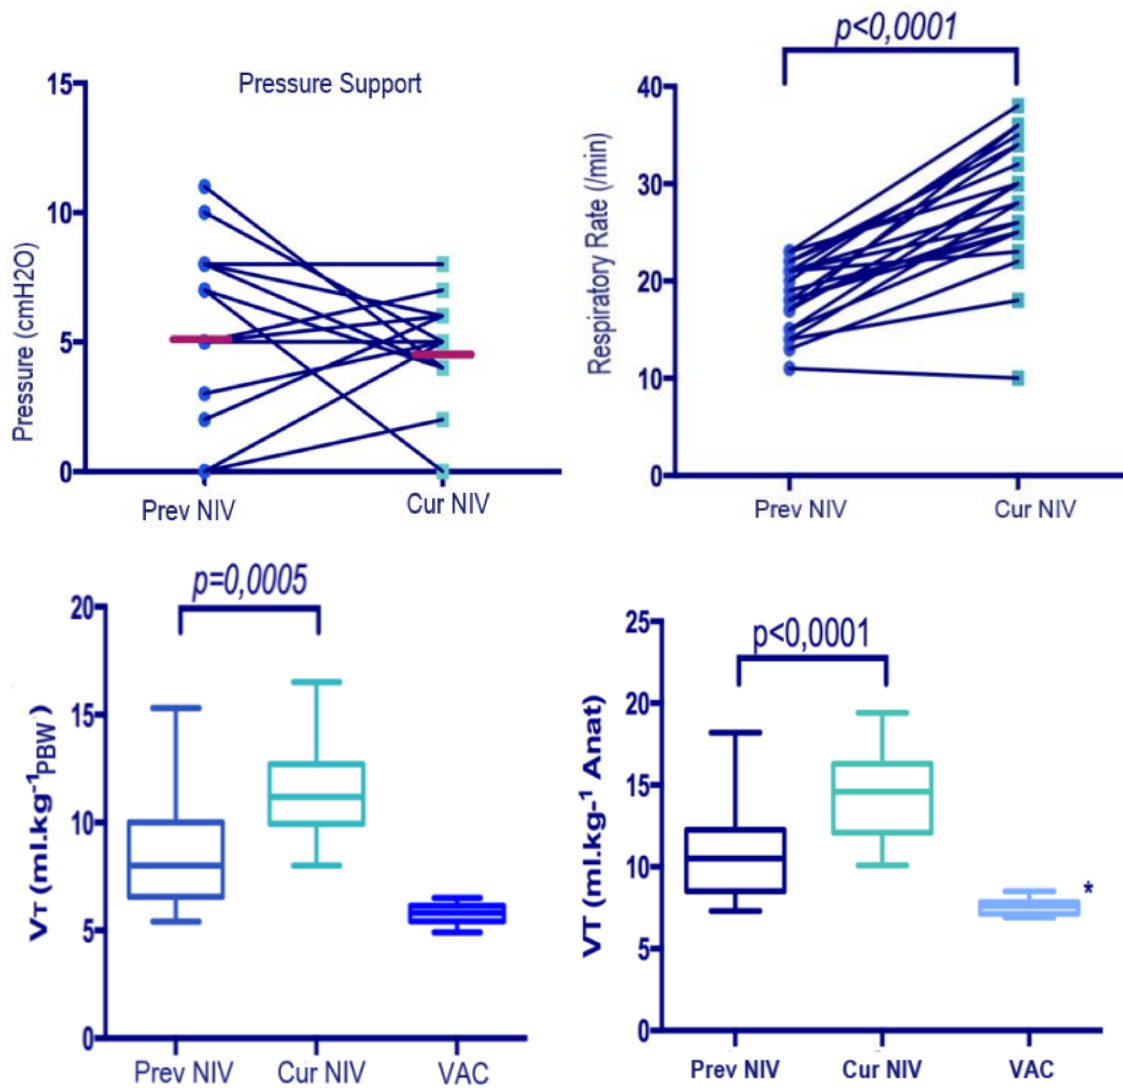 Pressure Support
Pressure (cmH2O)
15
10
5
0
Prev NIV
Cur NIV
p<0,0001
Respiratory Rate (/min)
40
30
20
10
0
Prev NIV
Cur NIV
p=0,0005
VT (ml.kg-1PBW)
20
15
10
5
0
Prev NIV
Cur NIV
VAC
p<0,0001
VT (ml.kg-1 Anat)
25
20
15
10
5
0
*
Prev NIV
Cur NIV
VAC